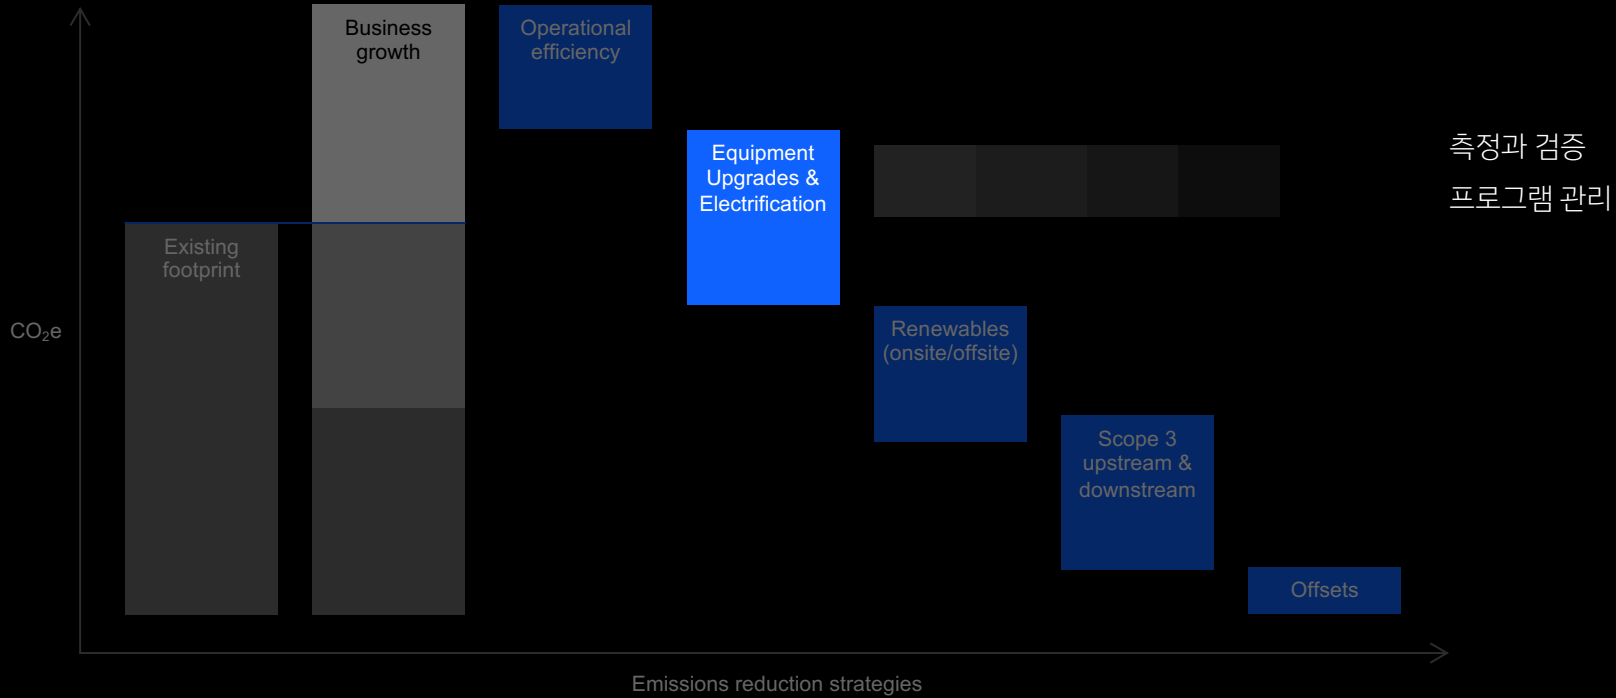 Business
growth
Operational
efficiency
Equipment
Upgrades &
Electrification
측정과 검증
프로그램 관리
Existing
footprint
CO₂e
Renewables
(onsite/offsite)
Scope 3
upstream &
downstream
Offsets
Emissions reduction strategies